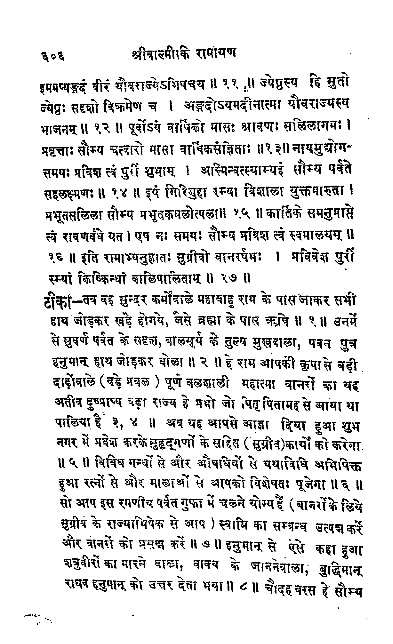 ६०६ श्रीवाल्मीकि रामायण
इममप्यङ्गदं वीरं यौवराज्येऽभिषेचय ॥ ११ ॥ ज्येष्ठस्य हि सुतो
ज्येष्ठः सदृशो विक्रमेण च । अङ्गदोऽयमदीनात्मा यौवराज्यस्य
भाजनम् ॥ १२ ॥ पूर्वोऽयं वार्षिको मासः श्रावणः सलिलागमः ।
प्रवृत्ताः सौम्य चत्वारो मासा वार्षिकसंज्ञिताः ॥१३॥ नायमुद्योग-
समयः प्रविश त्वं पुरीं शुभाम् । अस्मिन्वत्स्याम्यहं सौम्य पर्वते
सहलक्ष्मणः ॥ १४ ॥ इयं गिरिगुहा रम्या विशाला युक्तमारुता ।
प्रभूतसलिला सौम्य प्रभूतकमलोत्पला॥ १५ ॥ कार्तिके समनुप्राप्ते
त्वं रावणवधे यत । एष नः समयः सौम्य प्रविश त्वं स्वमालयम् ॥
१६ ॥ इति रामाभ्यनुज्ञातः सुग्रीवो वानरर्षभः । प्रविवेश पुरीं
रम्यां किष्किन्धां वालिपालिताम् ॥ १७ ॥
टीका–तब वह सुन्दर कर्मोंवाले महाबाहु राम के पास जाकर सभी
हाथ जोड़कर खड़े होगये, जैसे ब्रह्मा के पास ऋषि ॥ १ ॥ उनमें
से सुवर्ण पर्वत के सदृश, बालसूर्य के तुल्य मुखवाला, पवन पुत्र
हनुमान् हाथ जोड़कर बोला ॥ २ ॥ हे राम आपकी कृपा से बड़ी
दाढ़ोंवाले (बड़े प्रबल) पूर्ण बलशाली महात्मा वानरों का यह
अतीव दुष्प्राप्य बड़ा राज्य हे प्रभो जो पितृपितामह से आया था
पालिया है ३, ४ ॥ अब यह आपसे आज्ञा दिया हुआ शुभ
नगर में प्रवेश करके सुहृद्गणों के सहित (सुग्रीव) कार्यों को करेगा
॥ ५ ॥ विविध गन्धों से और औषधियों से यथाविधि अभिषिक्त
हुआ रत्नों से और मालाओं से आपको विशेषतः पूजेगा ॥ ६ ॥
सो आप इस रमणीय पर्वत गुफा में चलने योग्य हैं (वानरों के लिये
सुग्रीव के राज्याभिषेक से आप) स्वामि का सम्बन्ध उत्पन्न करें
और वानरों को प्रसन्न करें ॥ ७ ॥ हनुमान् से ऐसे कहा हुआ
शत्रुवीरों का मारने वाला, वाक्य के जाननेवाला, बुद्धिमान्
राघव हनुमान् को उत्तर देता भया ॥ ८ ॥ चौदह बरस हे सौम्य